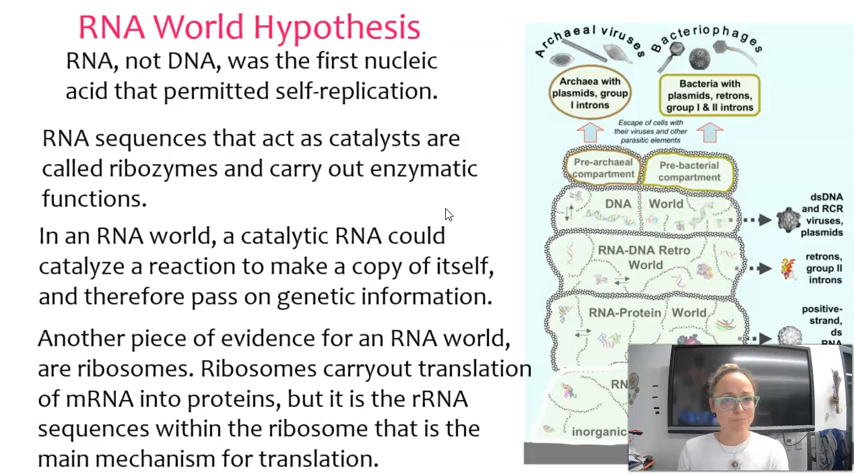 RNA World Hypothesis
RNA, not DNA, was the first nucleic
acid that permitted self-replication.
RNA sequences that act as catalysts are
called ribozymes and carry out enzymatic
functions.
In an RNA world, a catalytic RNA could
catalyze a reaction to make a copy of itself,
and therefore pass on genetic information.
Another piece of evidence for an RNA world,
are ribosomes. Ribosomes carryout translation
of mRNA into proteins, but it is the rRNA
sequences within the ribosome that is the
main mechanism for translation.
Archaeal viruses
Bacteriophages
Archaea with
plasmids, group
I introns
Bacteria with
plasmids, retrons,
group I & II introns
Escape of cells with
their viruses and other
parasitic elements
Pre-archaeal
compartment
Pre-bacterial
compartment
DNA World
dsDNA
and RCR
viruses,
plasmids
RNA-DNA Retro
World
retrons,
group II
introns
RNA-Protein World
positive-
strand,
ds
RNA
inorganic